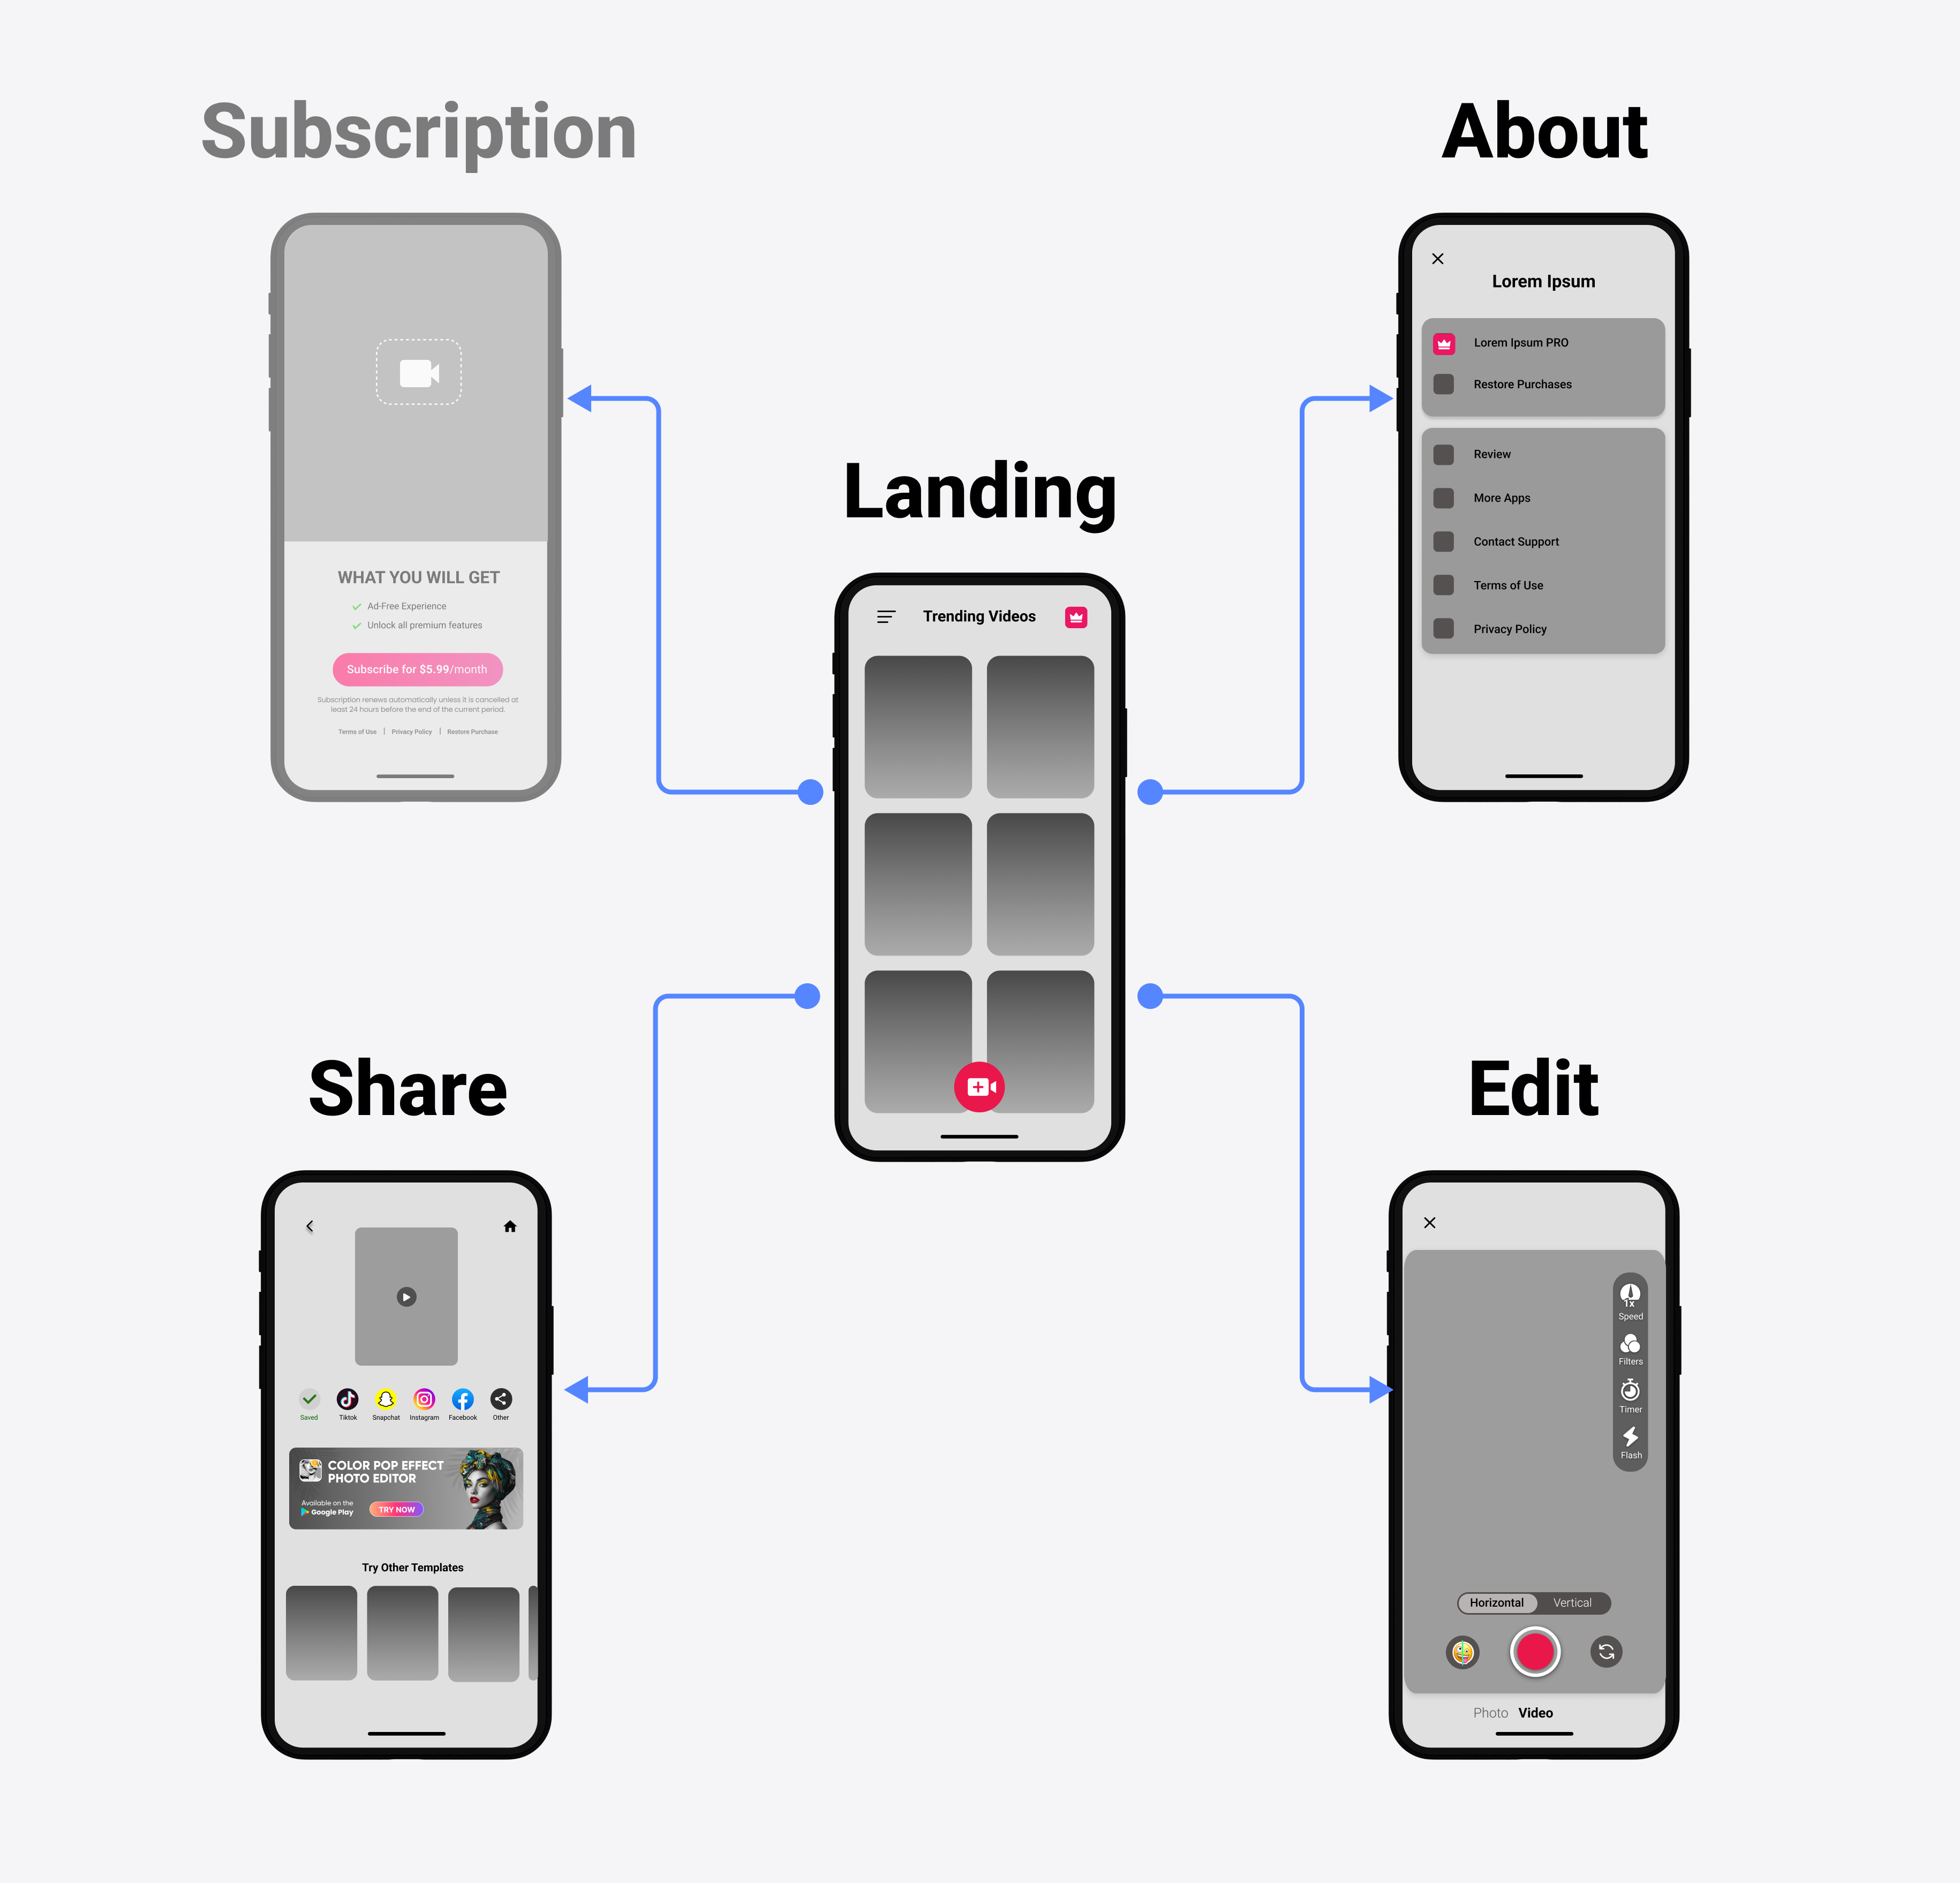 Subscription
WHAT YOU WILL GET
Ad-Free Experience
Unlock all premium features
Subscribe for $5.99/month
Subscription renews automatically unless it is cancelled at
least 24 hours before the end of the current period.
Terms of Use | Privacy Policy | Restore Purchase
About
Lorem Ipsum
Lorem Ipsum PRO
Restore Purchases
Review
More Apps
Contact Support
Terms of Use
Privacy Policy
Landing
Trending Videos
Share
Saved Tiktok Snapchat Instagram Facebook Other
COLOR POP EFFECT
PHOTO EDITOR
Available on the
Google Play
TRY NOW
Try Other Templates
Edit
1x
Speed
Filters
Timer
Flash
Horizontal Vertical
Photo Video